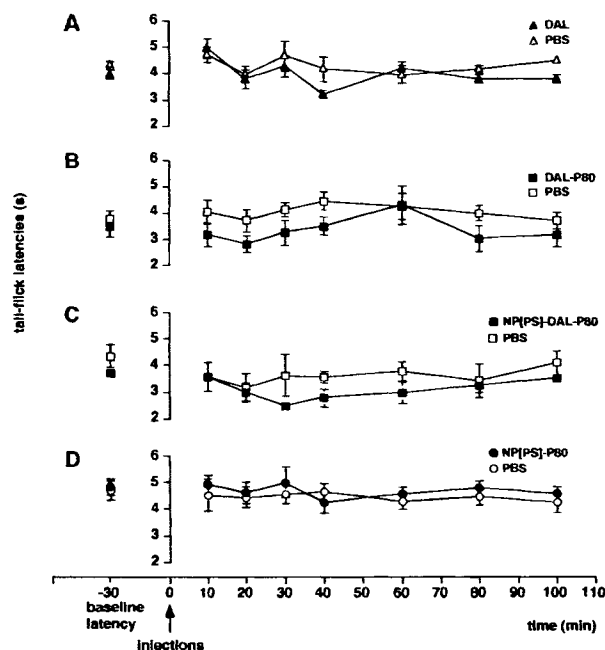 A
DAL
PBS
6
5
4
3
2
B
DAL-P80
PBS
6
5
4
3
2
tail-flick latencies (s)
C
NP[PS]-DAL-P80
PBS
6
5
4
3
2
D
NP[PS]-P80
PBS
6
5
4
3
2
-30 0 10 20 30 40 50 60 70 80 90 100 110
baseline
latency
time (min)
injections